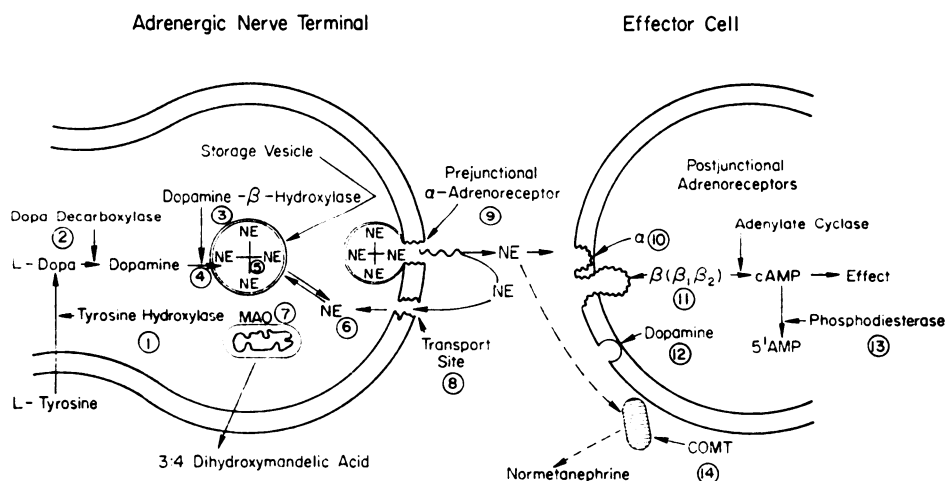 Adrenergic Nerve Terminal
Effector Cell
Storage Vesicle
Dopamine -β-Hydroxylase
③
Dopa Decarboxylase
②
L-Dopa
Dopamine
④
NE
NE
NE
NE
⑤
Tyrosine Hydroxylase
①
L-Tyrosine
MAO ⑦
3:4 Dihydroxymandelic Acid
NE
⑥
NE
NE
NE
NE
Prejunctional
α-Adrenoreceptor
⑨
NE
NE
Transport
Site
⑧
Postjunctional
Adrenoreceptors
α ⑩
Adenylate Cyclase
β(β₁β₂)
⑪
cAMP
Effect
Phosphodiesterase
⑬
5'AMP
Dopamine
⑫
COMT
⑭
Normetanephrine